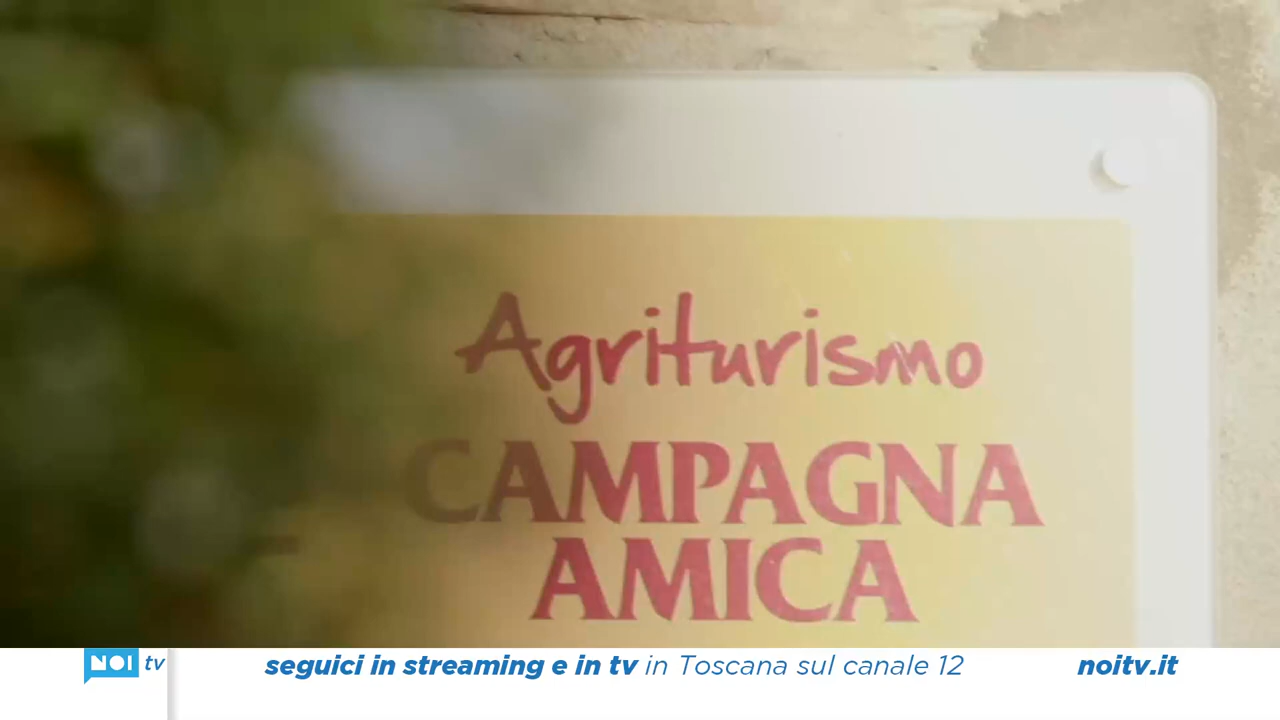 Agriturismo
CAMPAGNA
AMICA
NOI tv
seguici in streaming e in tv in Toscana sul canale 12
noitv.it